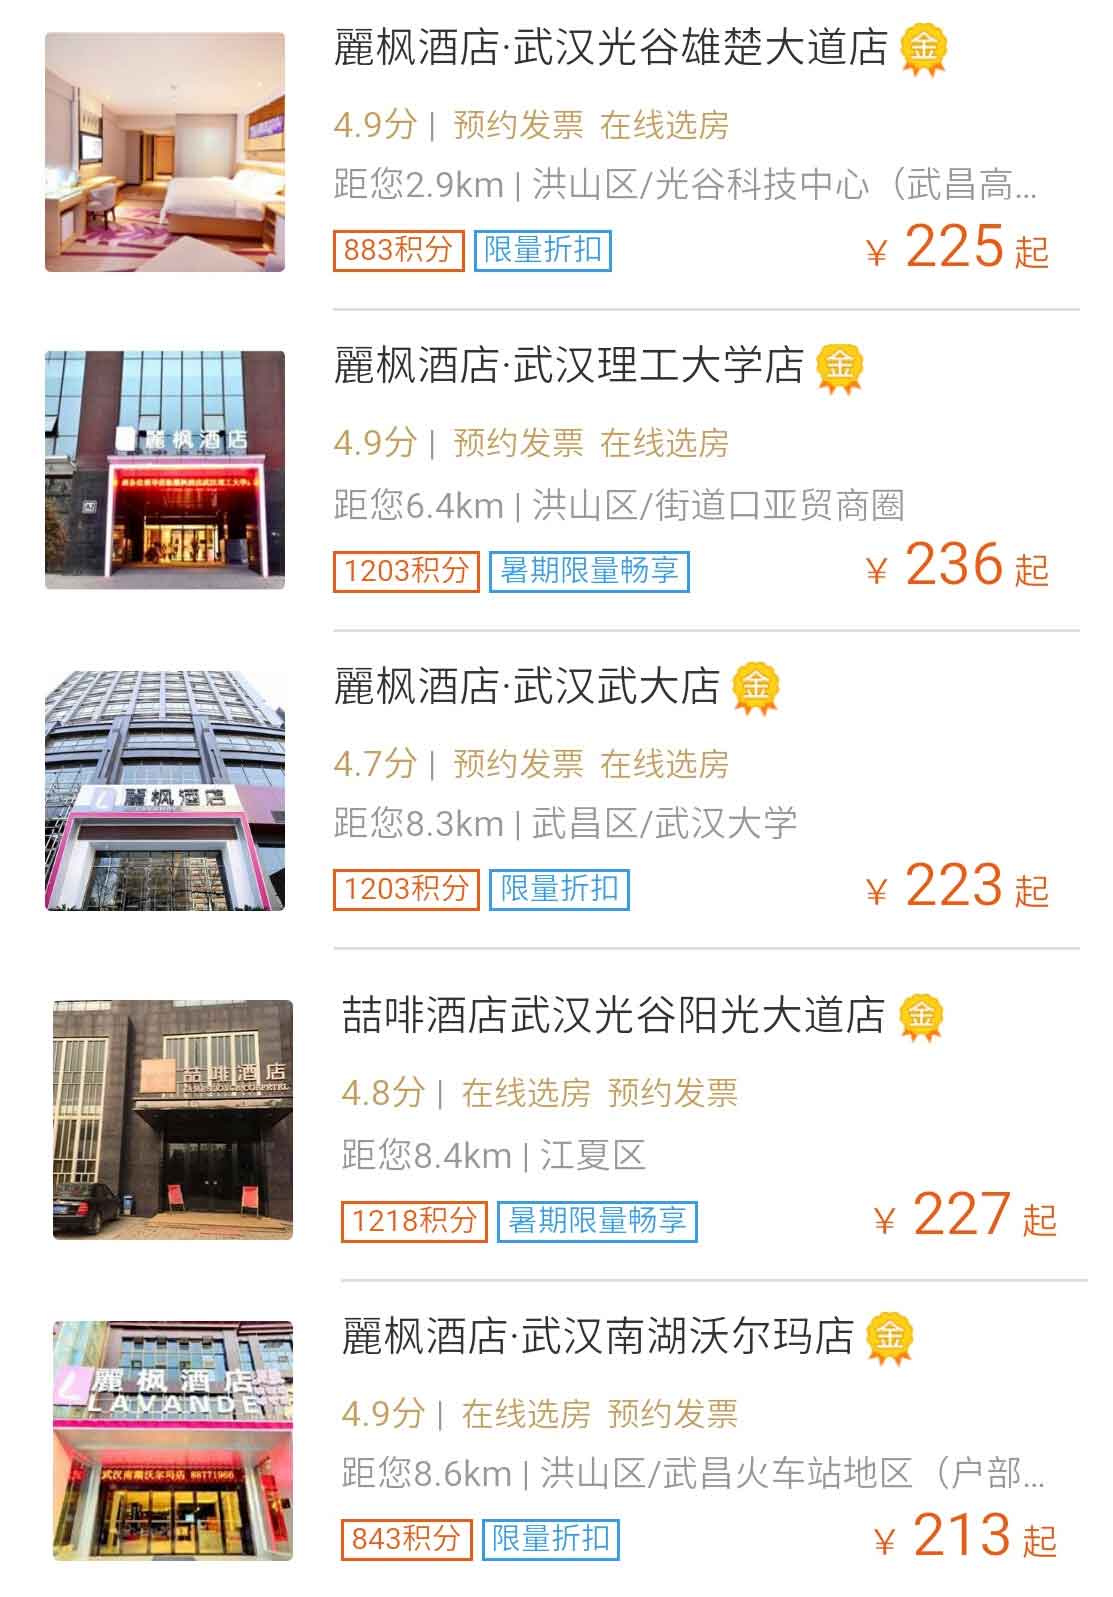 麗枫酒店·武汉光谷雄楚大道店 金
4.9分 | 预约发票 在线选房
距您2.9km | 洪山区/光谷科技中心（武昌高...
883积分 限量折扣
¥ 225 起
麗枫酒店·武汉理工大学店 金
麗枫酒店
4.9分 | 预约发票 在线选房
距您6.4km | 洪山区/街道口亚贸商圈
1203积分 暑期限量畅享
¥ 236 起
麗枫酒店·武汉武大店 金
4.7分 | 预约发票 在线选房
麗枫酒店
距您8.3km | 武昌区/武汉大学
1203积分 限量折扣
¥ 223 起
喆啡酒店武汉光谷阳光大道店 金
喆啡酒店
4.8分 | 在线选房 预约发票
距您8.4km | 江夏区
1218积分 暑期限量畅享
¥ 227 起
麗枫酒店·武汉南湖沃尔玛店 金
麗枫酒店
LAVANDE
4.9分 | 在线选房 预约发票
武汉南湖沃尔玛店 88771966
距您8.6km | 洪山区/武昌火车站地区（户部...
843积分 限量折扣
¥ 213 起